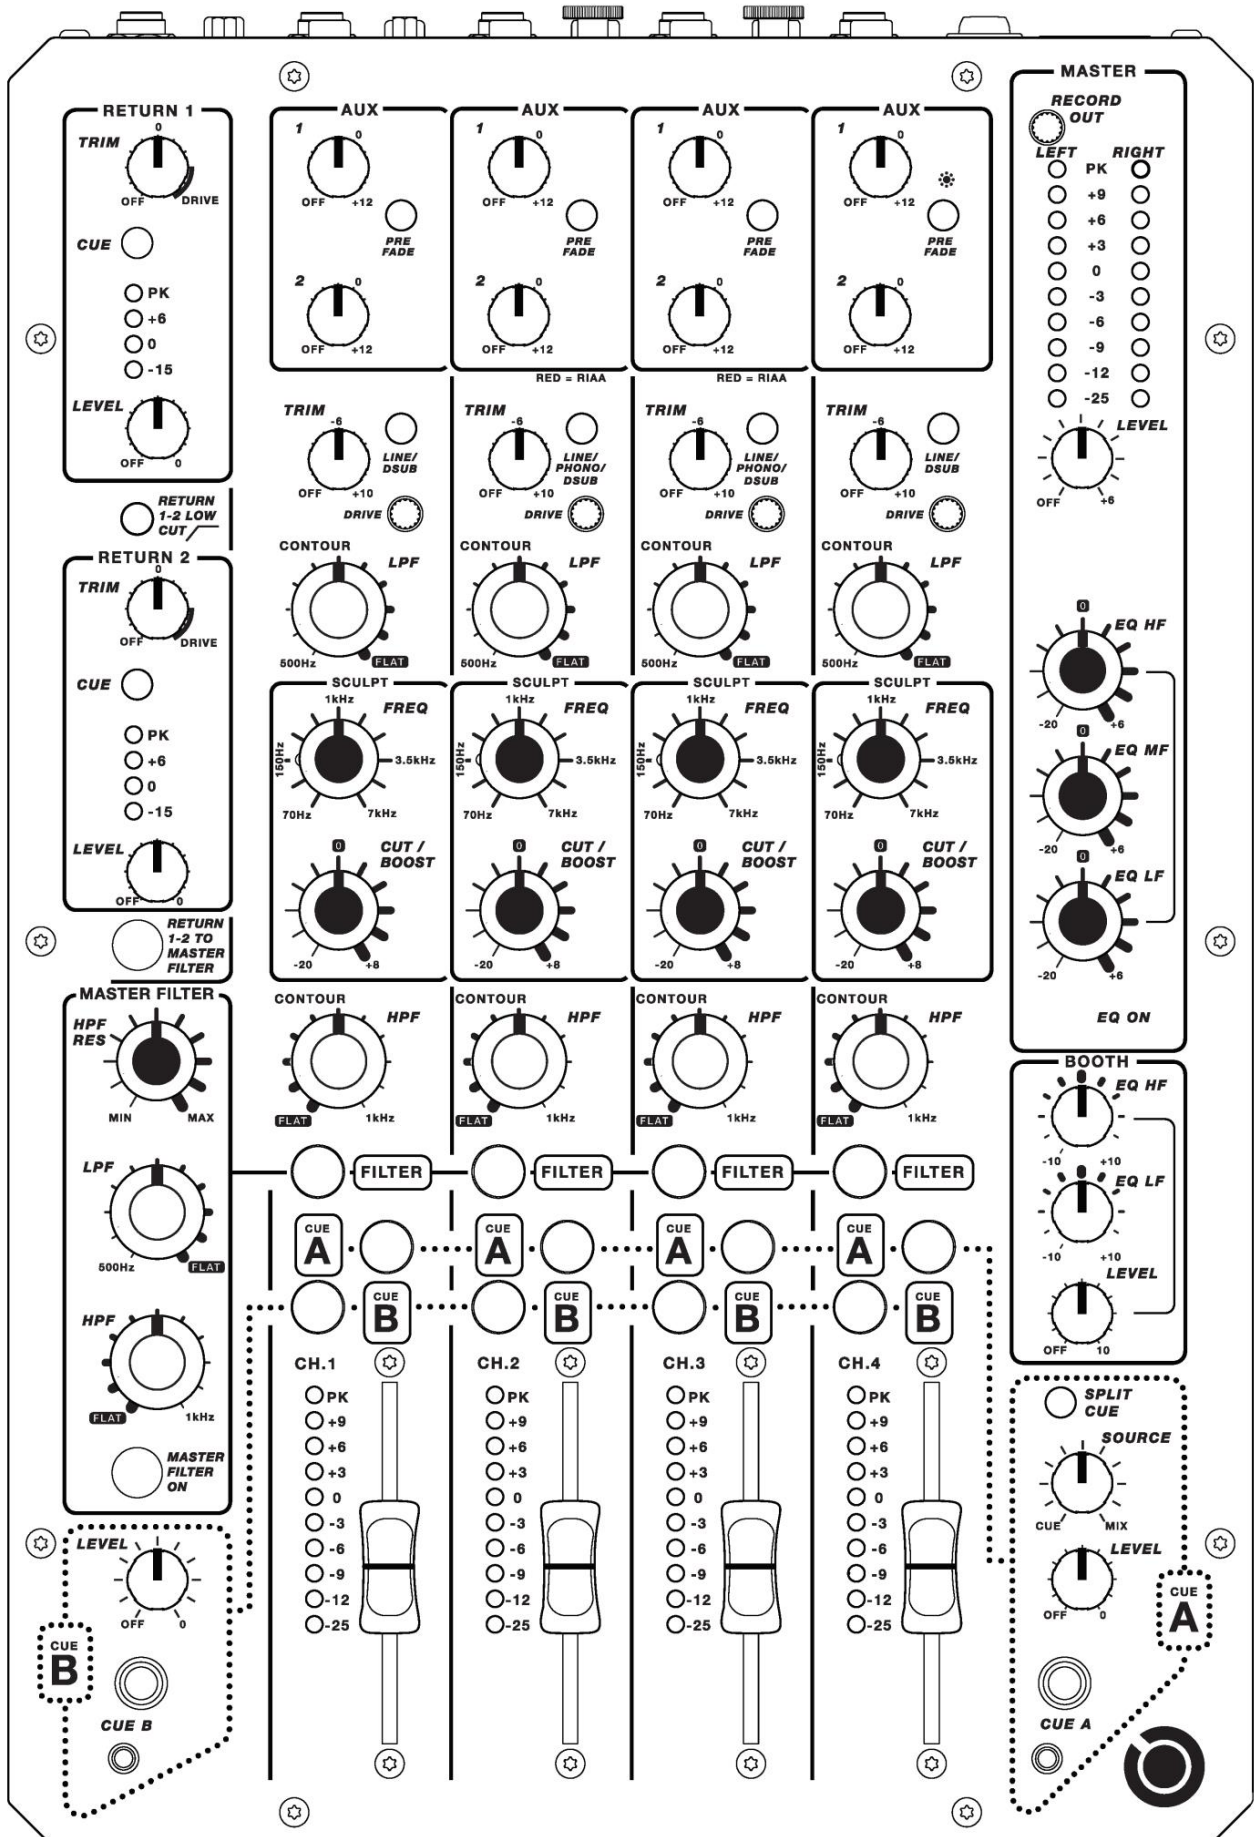 RETURN 1
TRIM
0
OFF
DRIVE
CUE
PK
+6
0
-15
LEVEL
OFF
0
RETURN
1-2 LOW
CUT
RETURN 2
TRIM
0
OFF
DRIVE
CUE
PK
+6
0
-15
LEVEL
OFF
0
RETURN
1-2 TO
MASTER
FILTER
MASTER FILTER
HPF
RES
MIN
MAX
LPF
500Hz
FLAT
HPF
FLAT
1kHz
MASTER
FILTER
ON
LEVEL
OFF
0
CUE
B
CUE B
AUX
1
0
OFF
+12
PRE
FADE
2
0
OFF
+12
TRIM
-6
OFF
+10
LINE/
DSUB
DRIVE
CONTOUR
LPF
500Hz
FLAT
SCULPT
1kHz
FREQ
150Hz
3.5kHz
70Hz
7kHz
0
CUT /
BOOST
-20
+8
CONTOUR
HPF
FLAT
1kHz
FILTER
CUE
A
CUE
B
CH.1
PK
+9
+6
+3
0
-3
-6
-9
-12
-25
AUX
1
0
OFF
+12
PRE
FADE
2
0
OFF
+12
RED = RIAA
TRIM
-6
OFF
+10
LINE/
PHONO/
DSUB
DRIVE
CONTOUR
LPF
500Hz
FLAT
SCULPT
1kHz
FREQ
150Hz
3.5kHz
70Hz
7kHz
0
CUT /
BOOST
-20
+8
CONTOUR
HPF
FLAT
1kHz
FILTER
CUE
A
CUE
B
CH.2
PK
+9
+6
+3
0
-3
-6
-9
-12
-25
AUX
1
0
OFF
+12
PRE
FADE
2
0
OFF
+12
RED = RIAA
TRIM
-6
OFF
+10
LINE/
PHONO/
DSUB
DRIVE
CONTOUR
LPF
500Hz
FLAT
SCULPT
1kHz
FREQ
150Hz
3.5kHz
70Hz
7kHz
0
CUT /
BOOST
-20
+8
CONTOUR
HPF
FLAT
1kHz
FILTER
CUE
A
CUE
B
CH.3
PK
+9
+6
+3
0
-3
-6
-9
-12
-25
AUX
1
0
OFF
+12
PRE
FADE
2
0
OFF
+12
TRIM
-6
OFF
+10
LINE/
DSUB
DRIVE
CONTOUR
LPF
500Hz
FLAT
SCULPT
1kHz
FREQ
150Hz
3.5kHz
70Hz
7kHz
0
CUT /
BOOST
-20
+8
CONTOUR
HPF
FLAT
1kHz
FILTER
CUE
A
CUE
B
CH.4
PK
+9
+6
+3
0
-3
-6
-9
-12
-25
MASTER
RECORD
OUT
LEFT RIGHT
PK
+9
+6
+3
0
-3
-6
-9
-12
-25
LEVEL
OFF
+6
0
EQ HF
-20
+6
0
EQ MF
-20
+6
0
EQ LF
-20
+6
EQ ON
BOOTH
EQ HF
-10
+10
EQ LF
-10
+10
LEVEL
OFF
10
SPLIT
CUE
SOURCE
CUE
MIX
LEVEL
OFF
0
CUE
A
CUE A